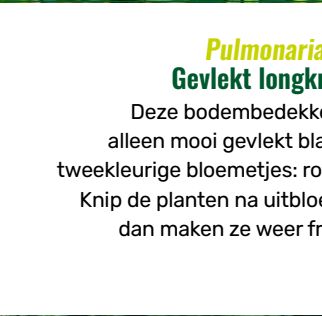 Pulmonaria
Gevlekt longk
Deze bodembedekke
alleen mooi gevlekt bla
tweekleurige bloemetjes: ro
Knip de planten na uitbloe
dan maken ze weer fr